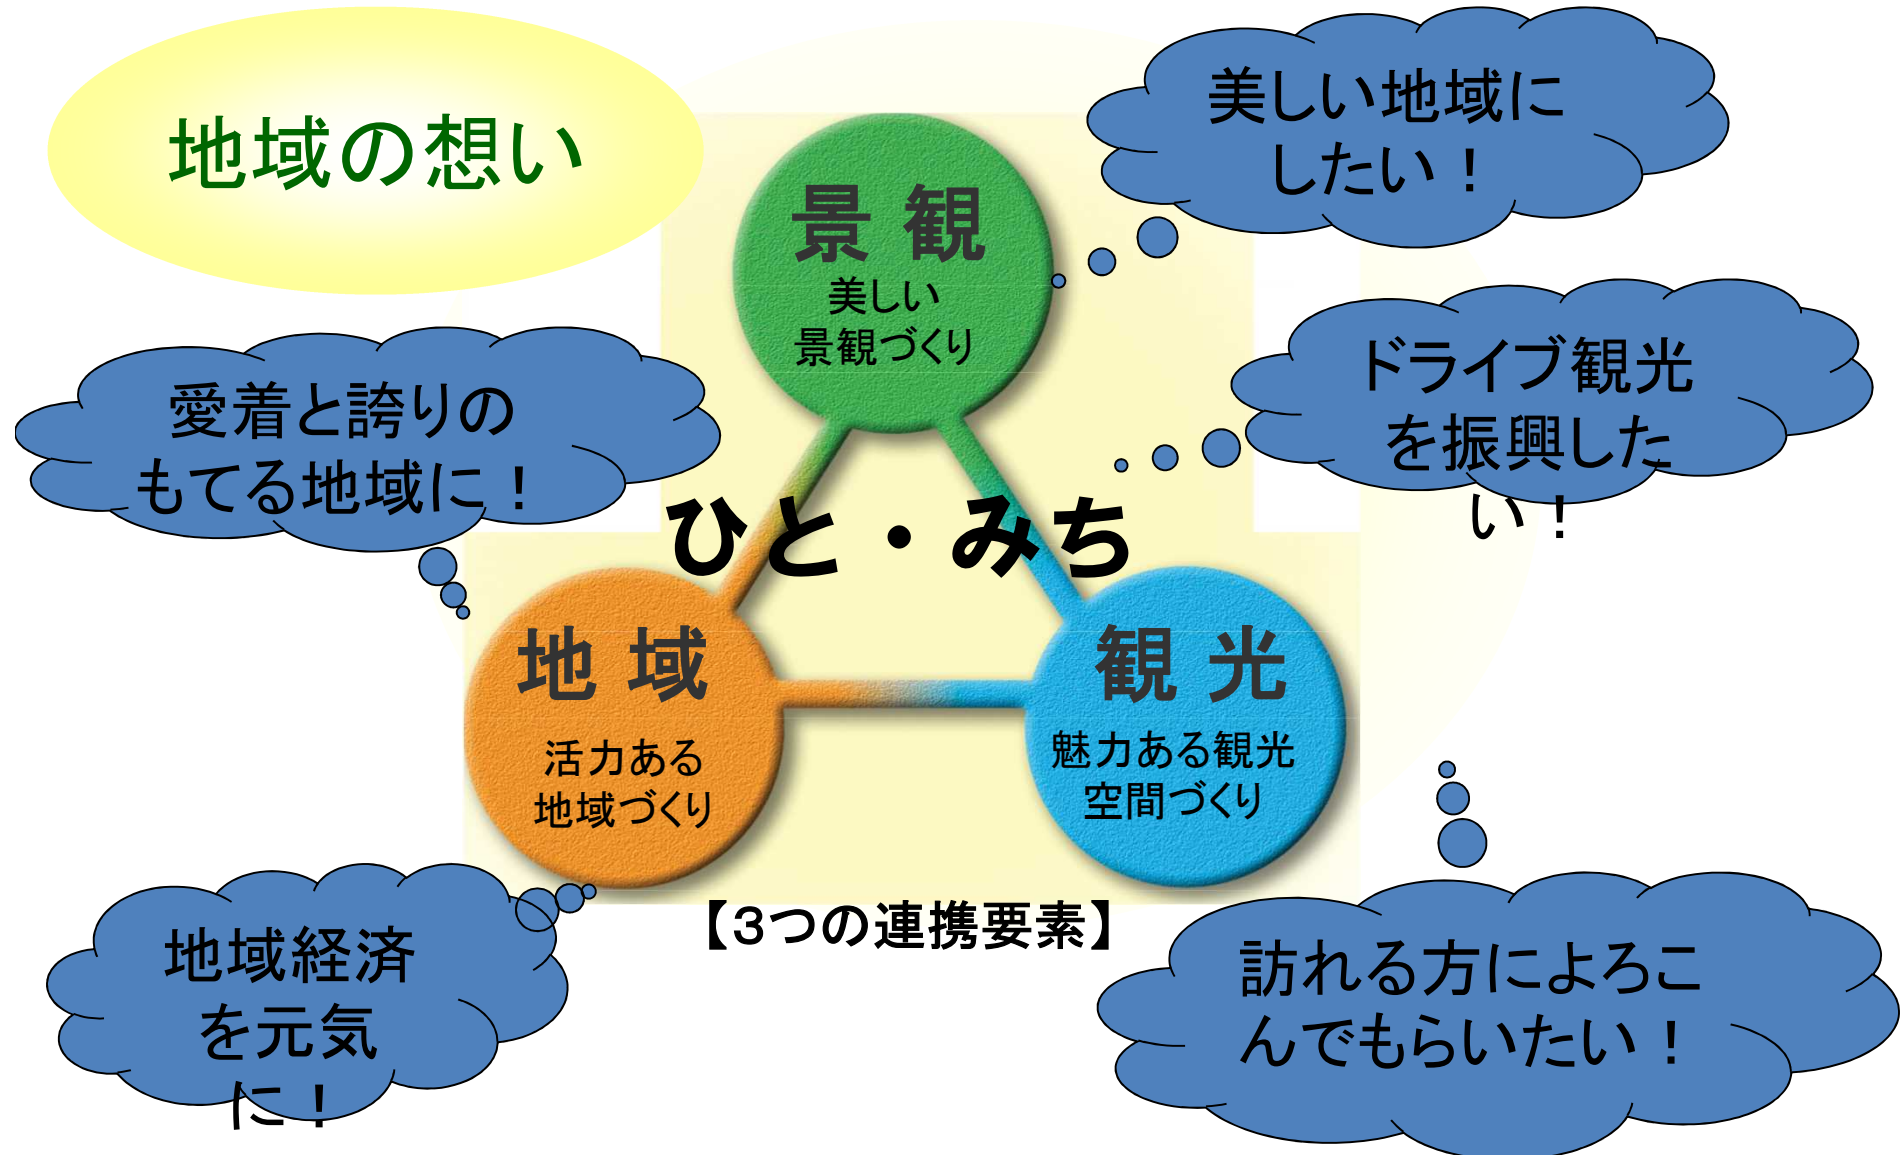 地域の想い
美しい地域に
したい！
景 観
美しい
景観づくり
ドライブ観光
を振興した
い！
愛着と誇りの
もてる地域に！
ひと・みち
地 域
活力ある
地域づくり
観 光
魅力ある観光
空間づくり
【３つの連携要素】
地域経済
を元気
に！
訪れる方によろこ
んでもらいたい！